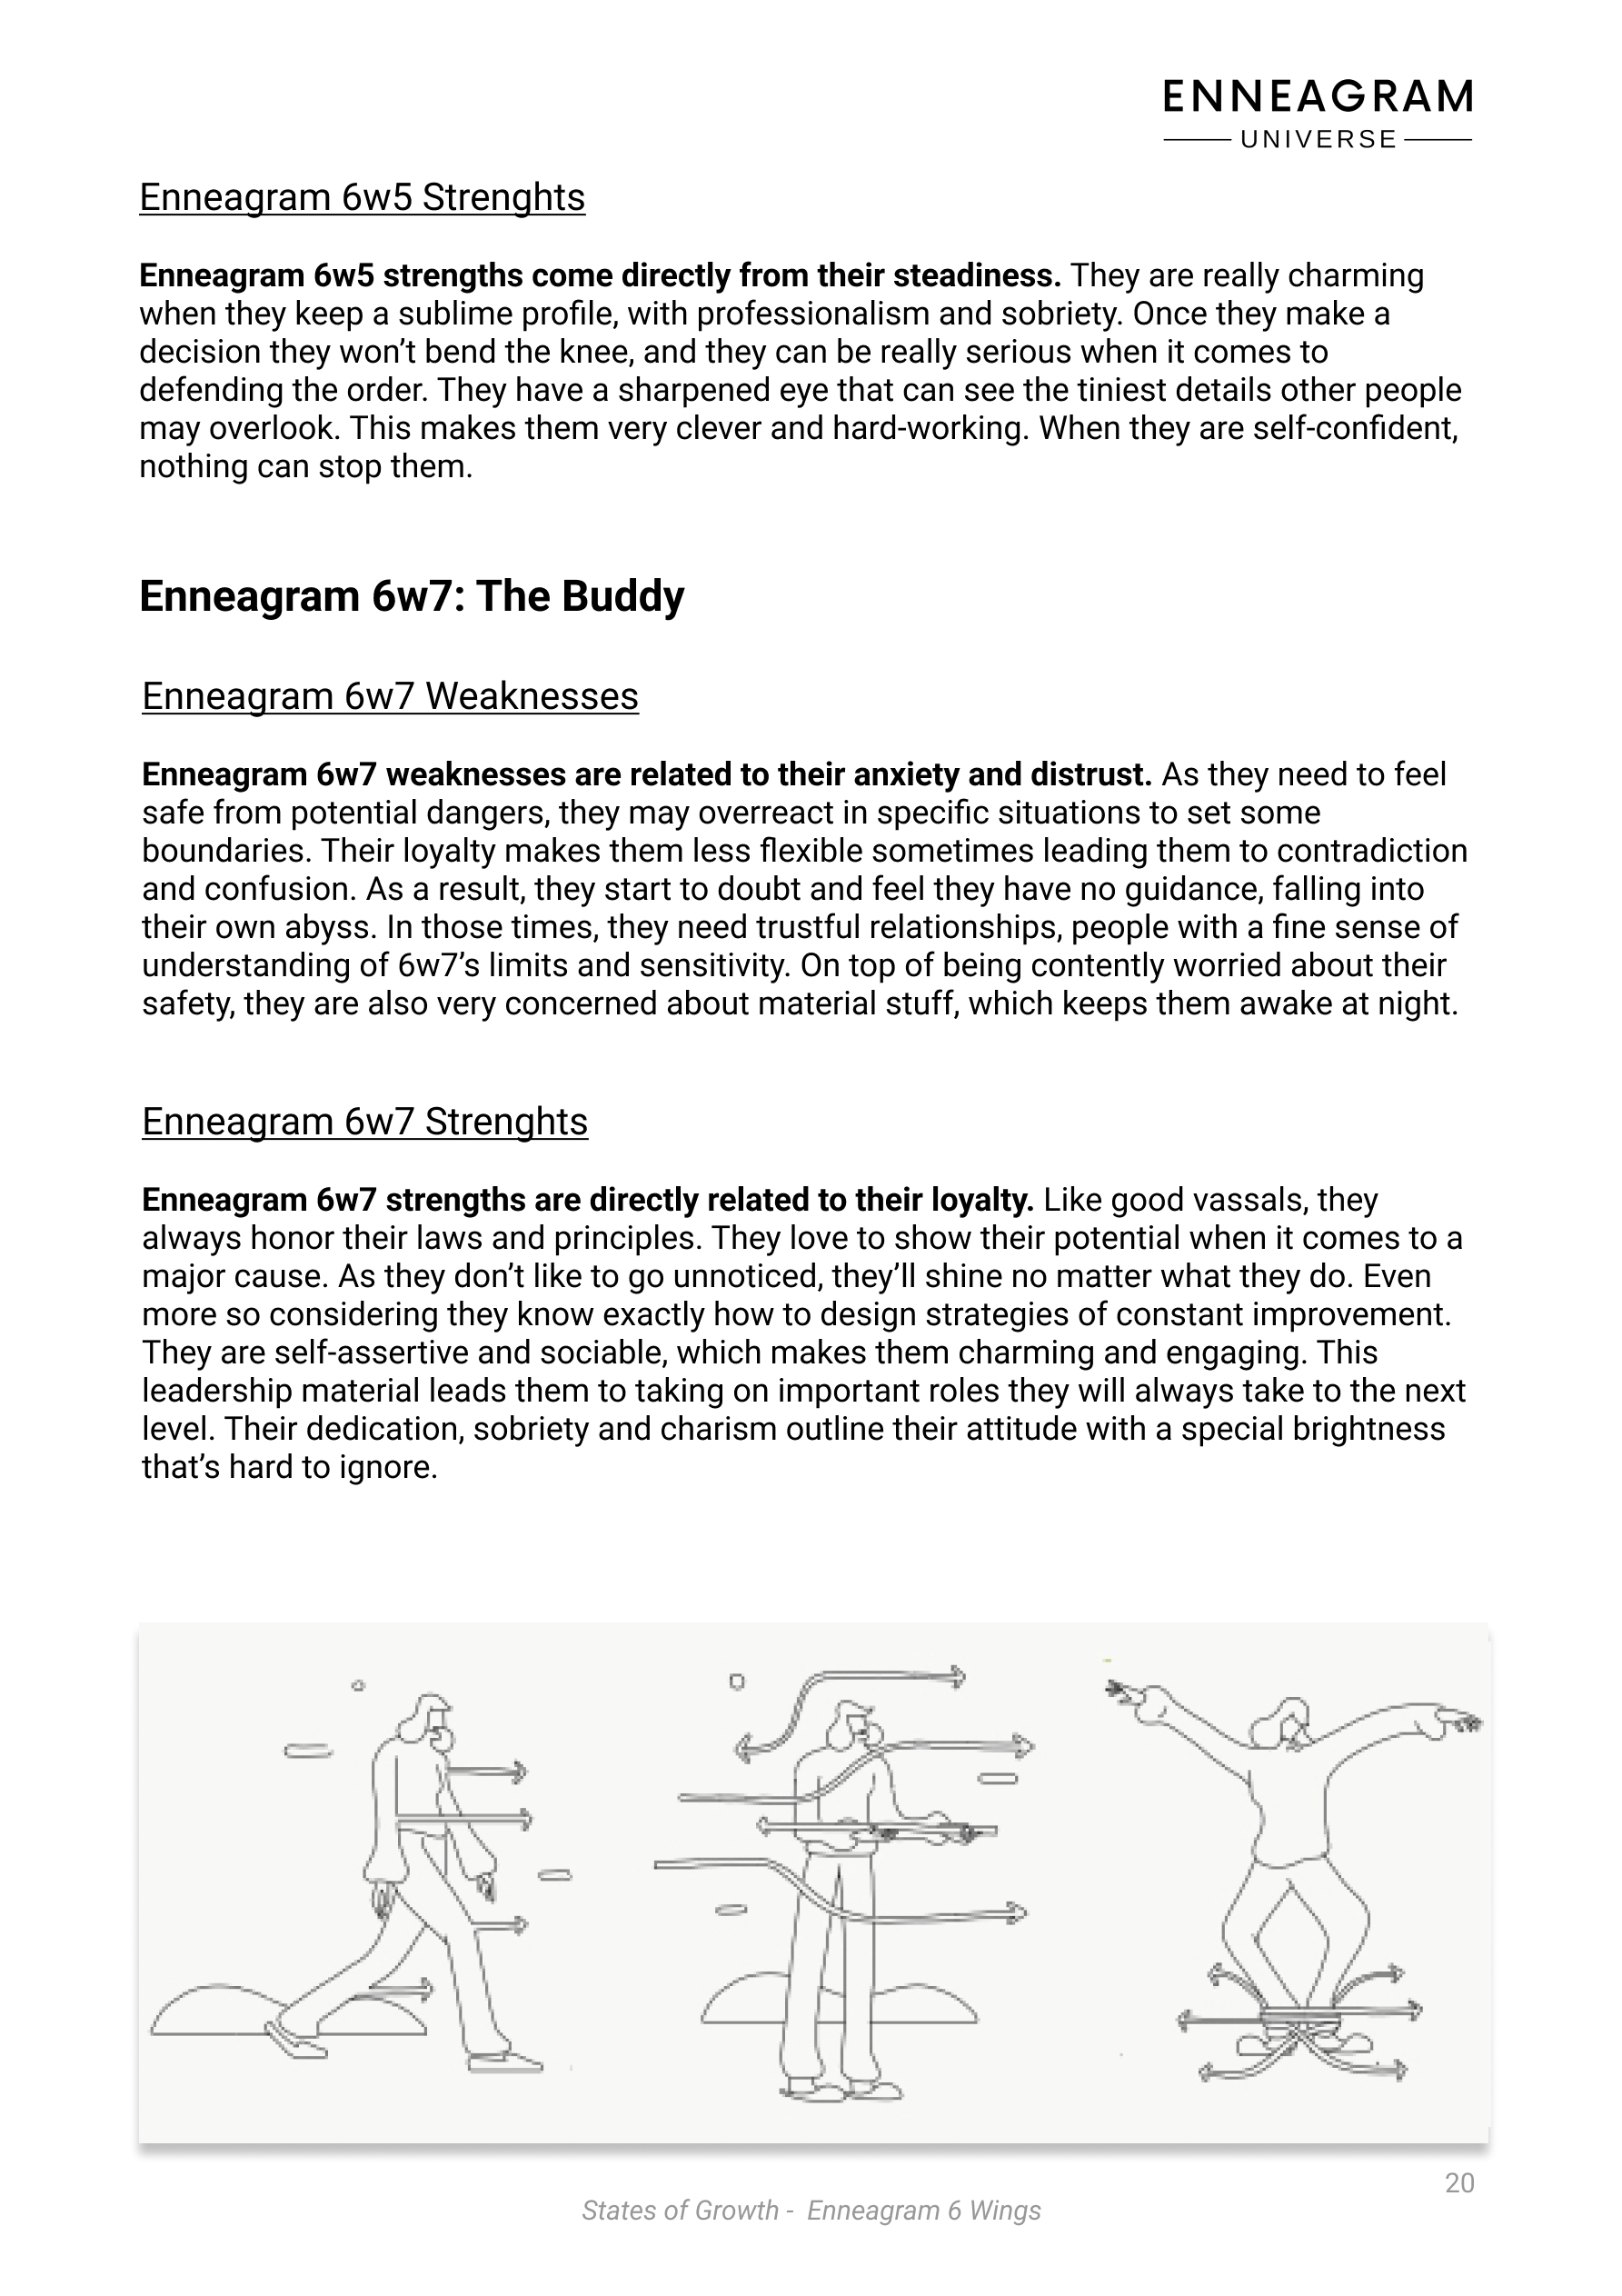 ENNEAGRAM
UNIVERSE
Enneagram 6w5 Strenghts
Enneagram 6w5 strengths come directly from their steadiness. They are really charming
when they keep a sublime profile, with professionalism and sobriety. Once they make a
decision they won’t bend the knee, and they can be really serious when it comes to
defending the order. They have a sharpened eye that can see the tiniest details other people
may overlook. This makes them very clever and hard-working. When they are self-confident,
nothing can stop them.
Enneagram 6w7: The Buddy
Enneagram 6w7 Weaknesses
Enneagram 6w7 weaknesses are related to their anxiety and distrust. As they need to feel
safe from potential dangers, they may overreact in specific situations to set some
boundaries. Their loyalty makes them less flexible sometimes leading them to contradiction
and confusion. As a result, they start to doubt and feel they have no guidance, falling into
their own abyss. In those times, they need trustful relationships, people with a fine sense of
understanding of 6w7’s limits and sensitivity. On top of being contently worried about their
safety, they are also very concerned about material stuff, which keeps them awake at night.
Enneagram 6w7 Strenghts
Enneagram 6w7 strengths are directly related to their loyalty. Like good vassals, they
always honor their laws and principles. They love to show their potential when it comes to a
major cause. As they don’t like to go unnoticed, they’ll shine no matter what they do. Even
more so considering they know exactly how to design strategies of constant improvement.
They are self-assertive and sociable, which makes them charming and engaging. This
leadership material leads them to taking on important roles they will always take to the next
level. Their dedication, sobriety and charism outline their attitude with a special brightness
that’s hard to ignore.
20
States of Growth - Enneagram 6 Wings